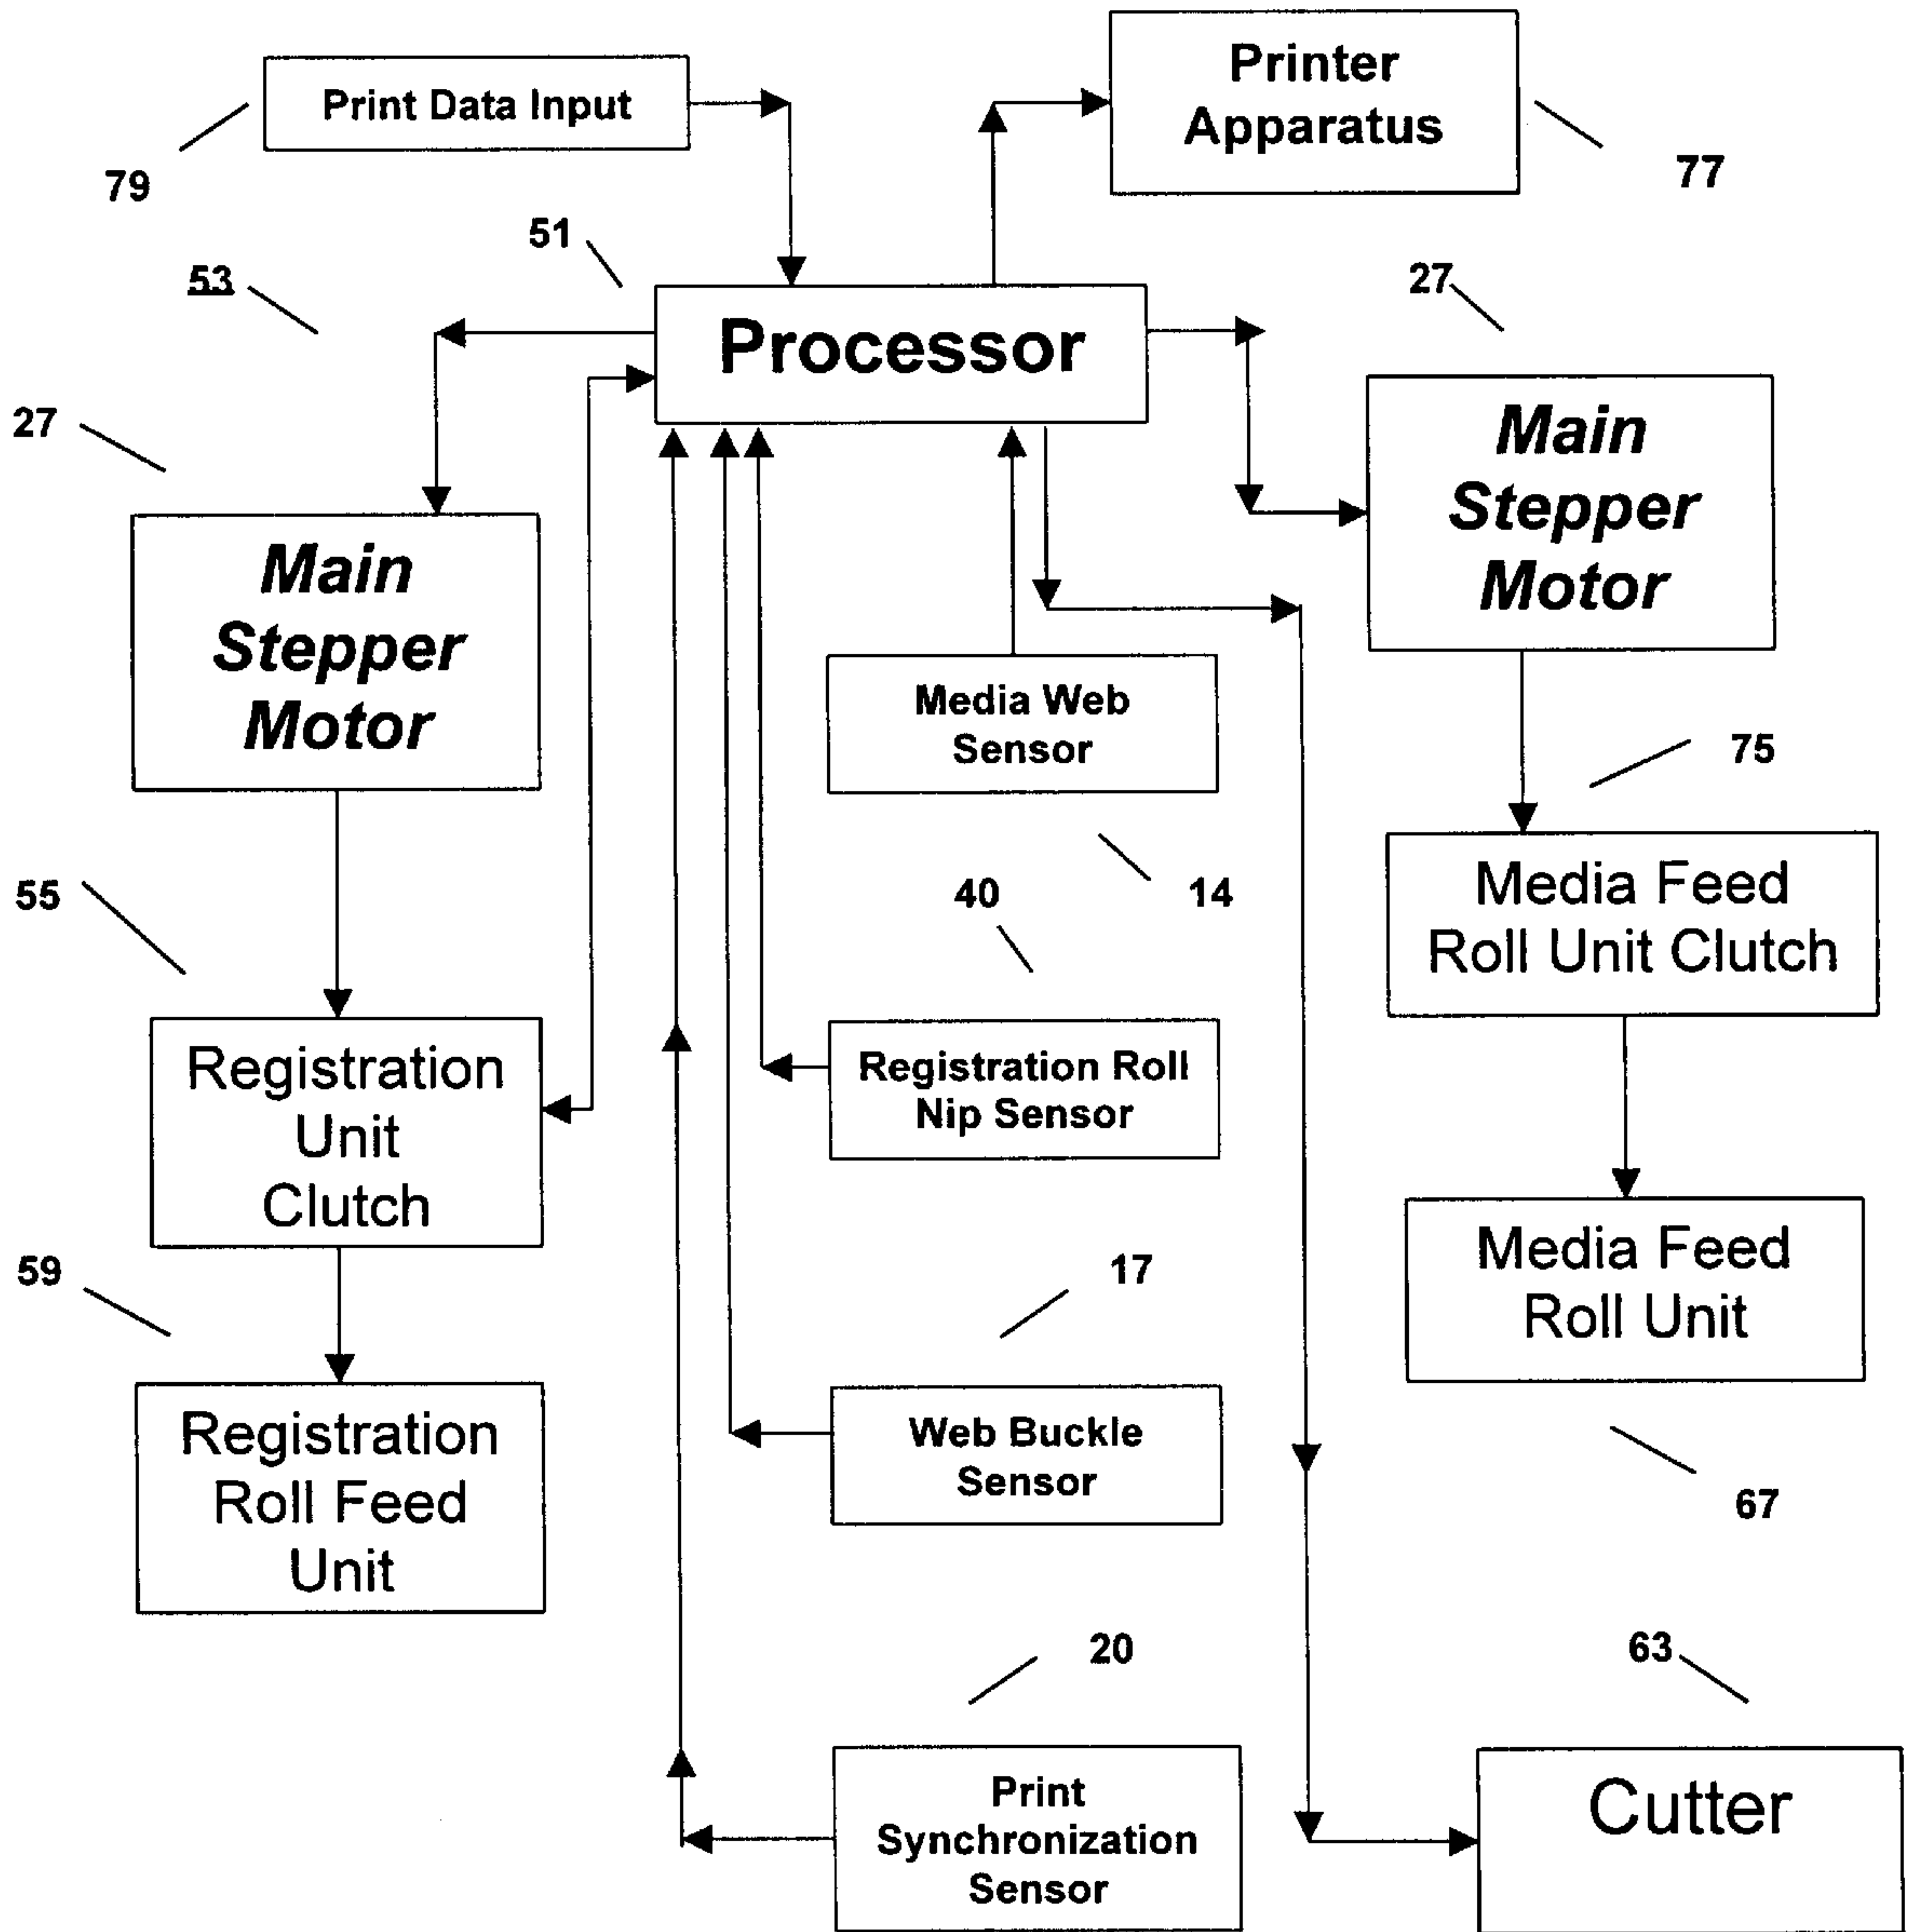 Printer
Apparatus
Print Data Input
79
77
51
53
27
Processor
27
Main
Stepper
Motor
Main
Stepper
Motor
Media Web
Sensor
75
14
40
55
Media Feed
Roll Unit Clutch
Registration
Unit
Clutch
Registration Roll
Nip Sensor
59
17
Media Feed
Roll Unit
Registration
Roll Feed
Unit
Web Buckle
Sensor
67
20
63
Print
Synchronization
Sensor
Cutter